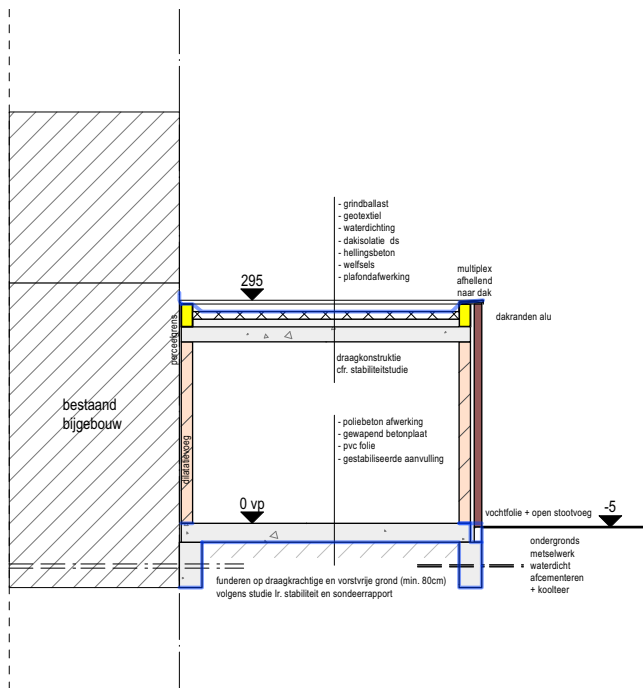 - grindballast
- geotextiel
- waterdichting
- dakisolatie ds
- hellingsbeton
- welfsels
- plafondafwerking
multiplex
afhellend
naar dak
295
dakranden alu
perceelgrens
draagkonstruktie
cfr. stabiliteitstudie
bestaand
bijgebouw
- poliebeton afwerking
- gewapend betonplaat
- pvc folie
- gestabiliseerde aanvulling
dilatatievoeg
0 vp
vochtfolie + open stootvoeg
-5
ondergronds
metselwerk
waterdicht
afcementeren
+ koolteer
funderen op draagkrachtige en vorstvrije grond (min. 80cm)
volgens studie Ir. stabiliteit en sondeerrapport